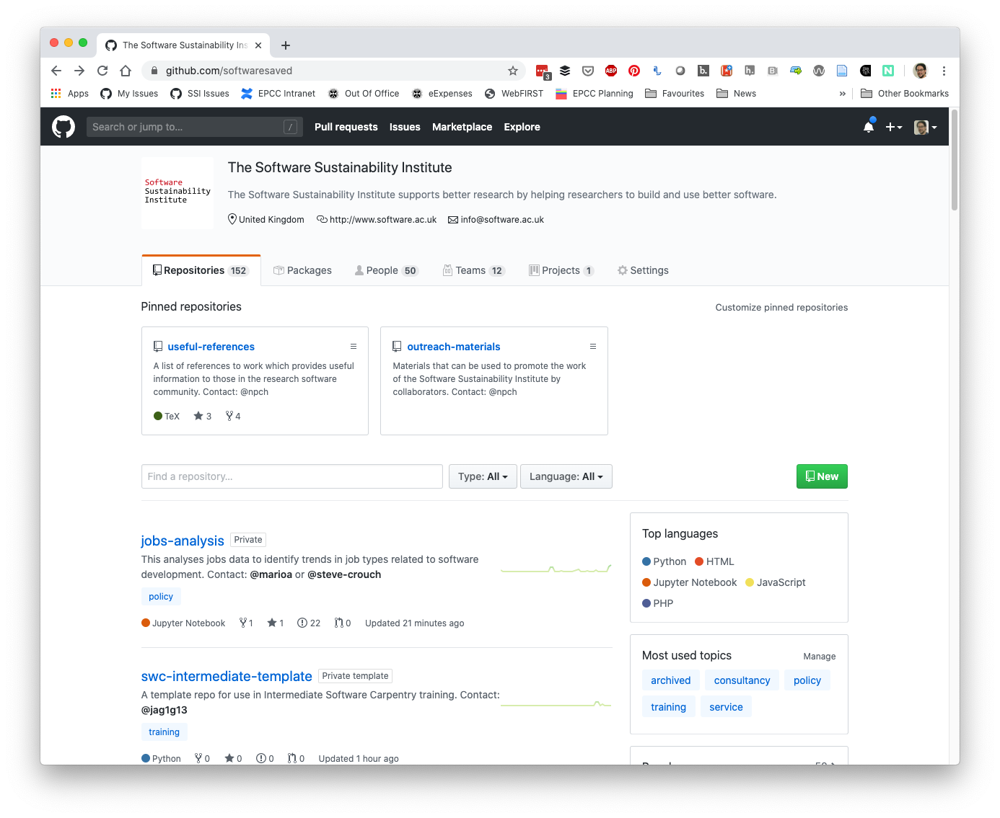 The Software Sustainability Ins
github.com/softwaresaved
3
ABP
b.
h.
Apps
My Issues
SSI Issues
EPCC Intranet
Out Of Office
eExpenses
WebFIRST
EPCC Planning
Favourites
News
»
Other Bookmarks
Search or jump to...
/
Pull requests
Issues
Marketplace
Explore
Software
Sustainability
Institute
The Software Sustainability Institute
The Software Sustainability Institute supports better research by helping researchers to build and use better software.
United Kingdom
http://www.software.ac.uk
info@software.ac.uk
Repositories 152
Packages
People 50
Teams 12
Projects 1
Settings
Pinned repositories
Customize pinned repositories
useful-references
A list of references to work which provides useful
information to those in the research software
community. Contact: @npch
TeX 3 4
outreach-materials
Materials that can be used to promote the work
of the Software Sustainability Institute by
collaborators. Contact: @npch
Find a repository...
Type: All
Language: All
New
jobs-analysis Private
This analyses jobs data to identify trends in job types related to software
development. Contact: @marioa or @steve-crouch
policy
Jupyter Notebook 1 1 22 0 Updated 21 minutes ago
swc-intermediate-template Private template
A template repo for use in Intermediate Software Carpentry training. Contact:
@jag1g13
training
Python 0 0 0 0 Updated 1 hour ago
Top languages
Python HTML
Jupyter Notebook JavaScript
PHP
Most used topics
Manage
archived consultancy policy
training service